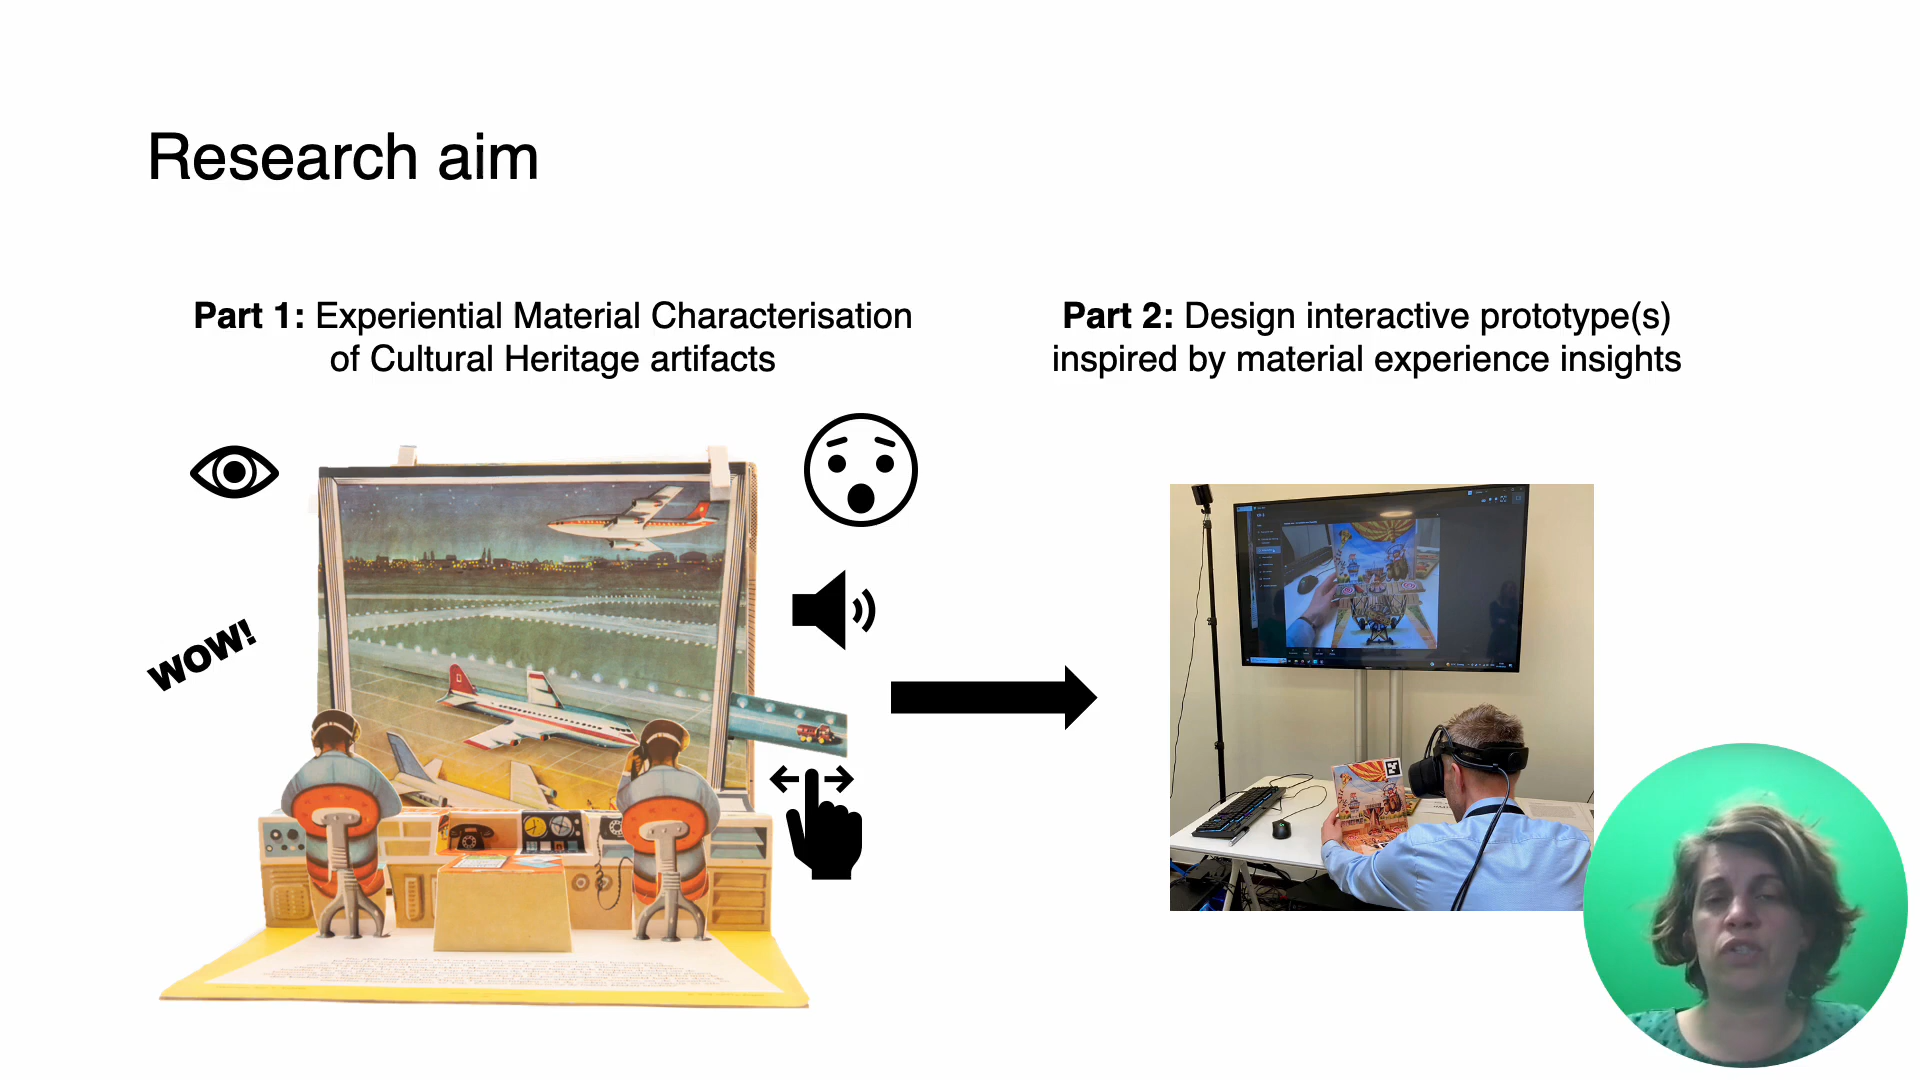 Research aim
Part 1: Experiential Material Characterisation
of Cultural Heritage artifacts
Part 2: Design interactive prototype(s)
inspired by material experience insights
WOW!